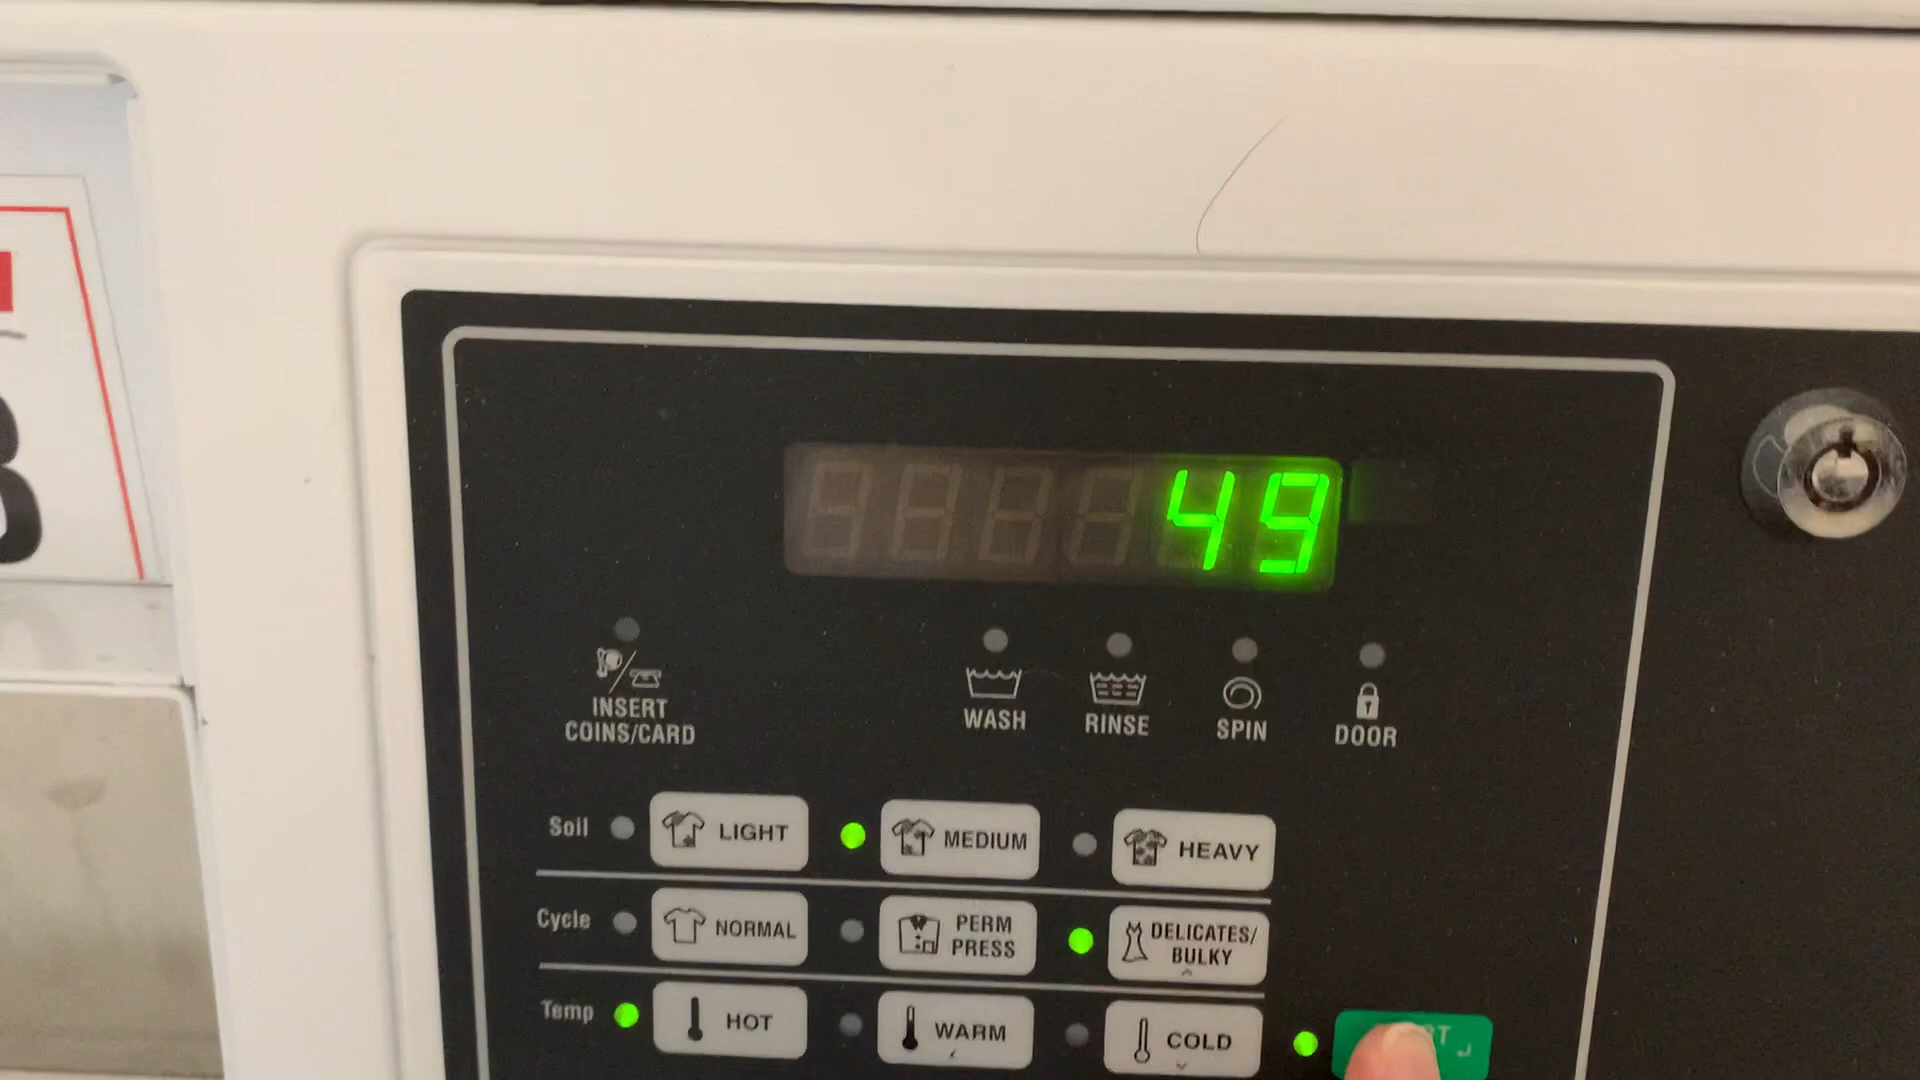 49
INSERT
COINS/CARD
WASH
RINSE
SPIN
DOOR
Soil
LIGHT
MEDIUM
HEAVY
Cycle
NORMAL
PERM
PRESS
DELICATES/
BULKY
Temp
HOT
WARM
COLD